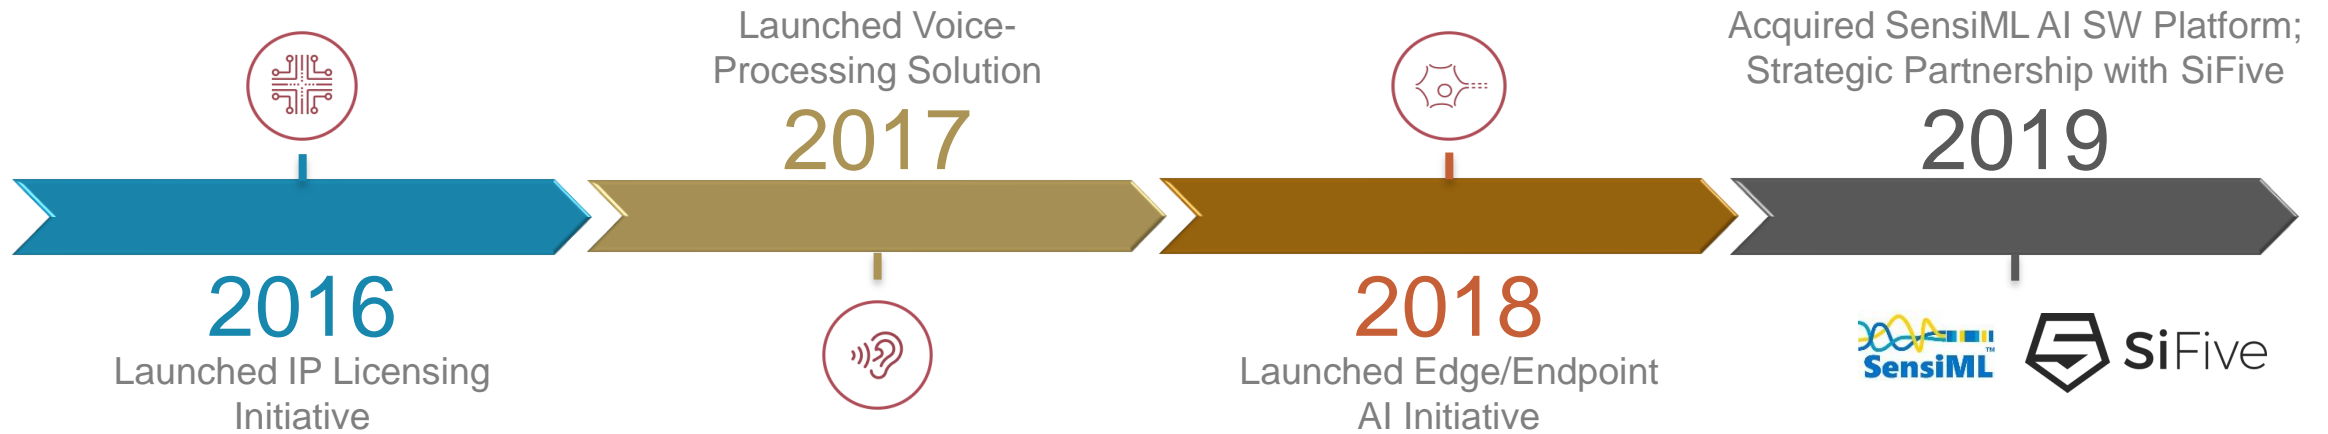 2016
Launched IP Licensing
Initiative
Launched Voice-
Processing Solution
2017
2018
Launched Edge/Endpoint
AI Initiative
Acquired SensiML AI SW Platform;
Strategic Partnership with SiFive
2019
SensiML™
SiFive